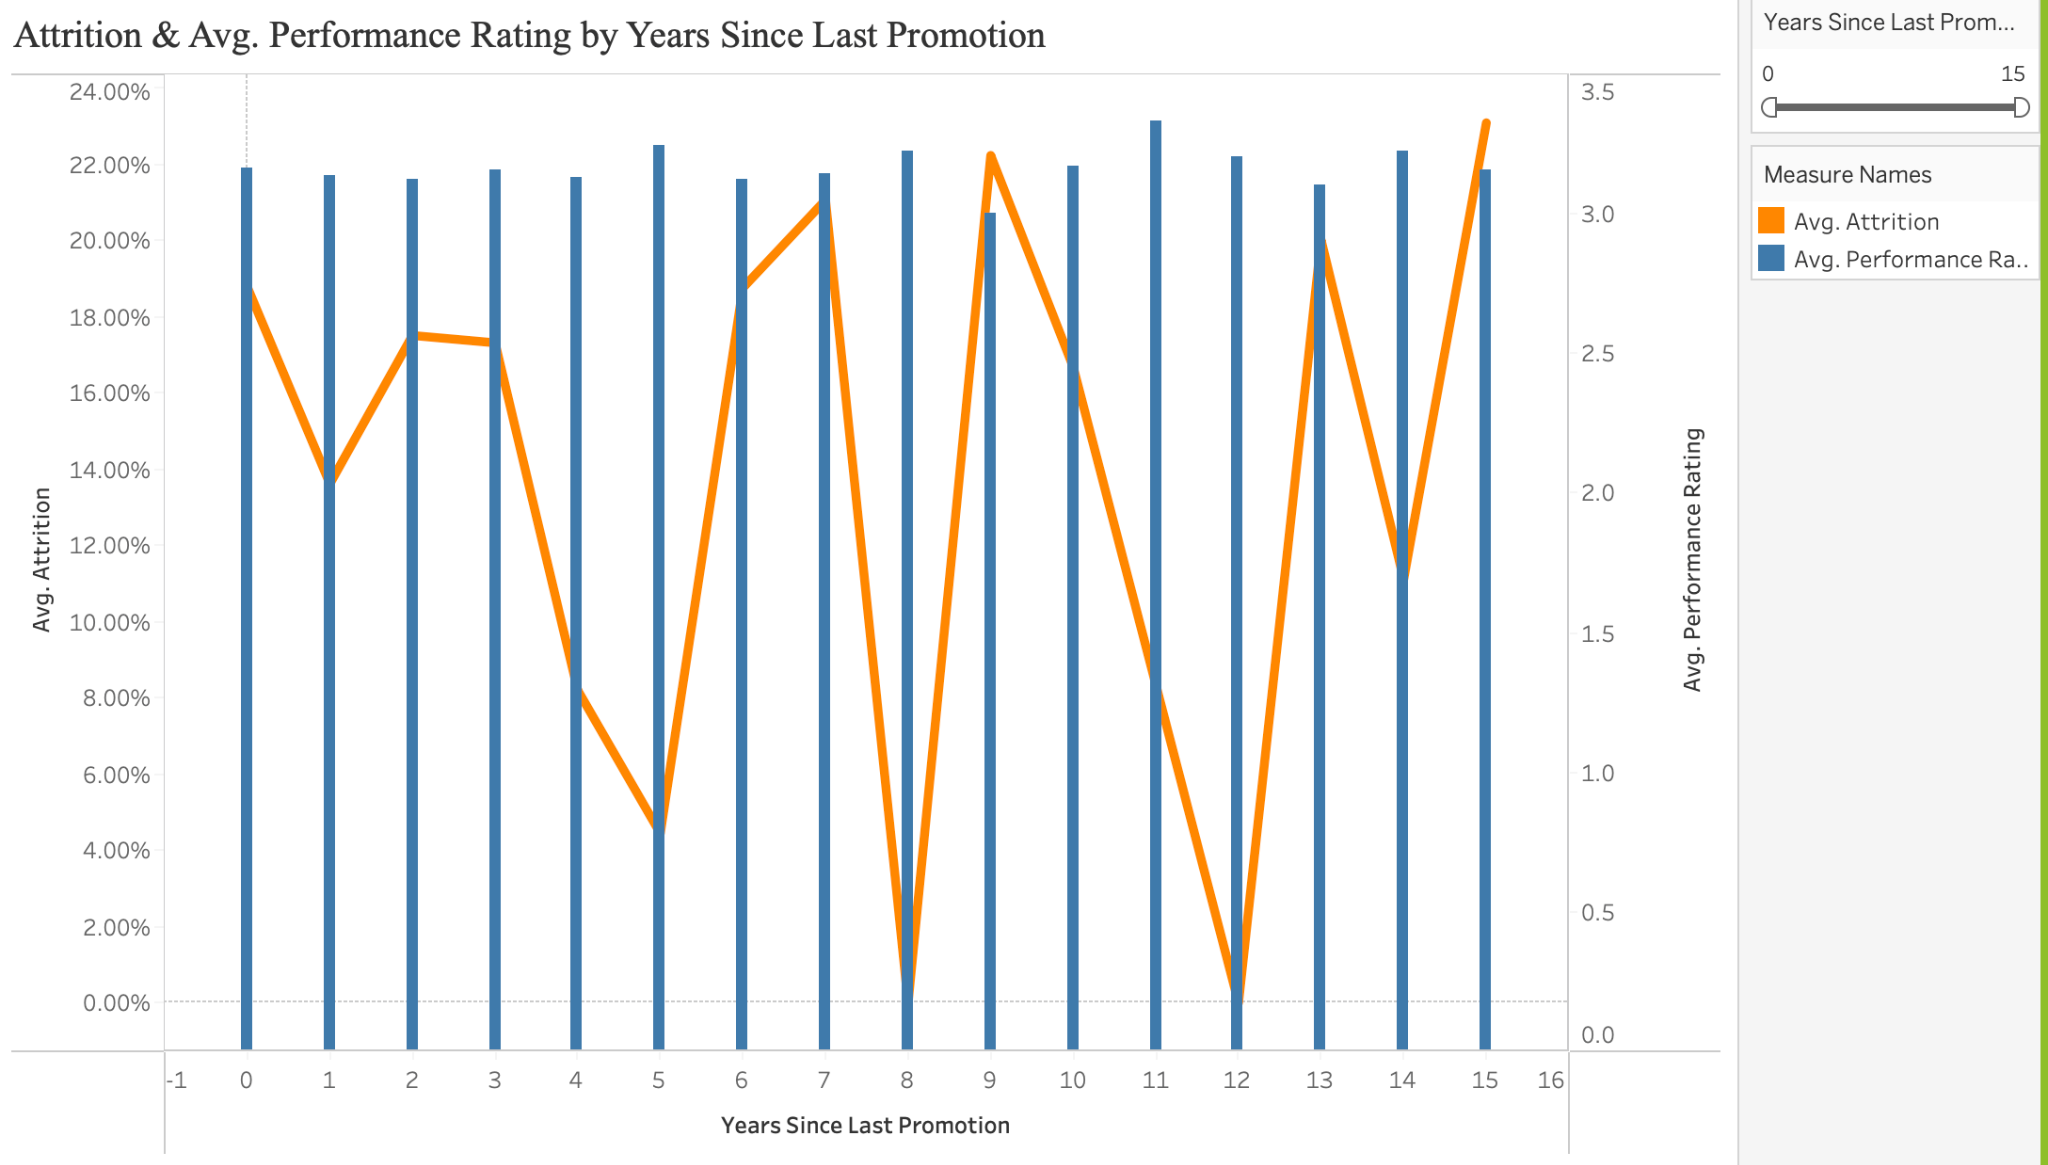 Attrition & Avg. Performance Rating by Years Since Last Promotion
24.00%
22.00%
20.00%
18.00%
16.00%
14.00%
12.00%
10.00%
8.00%
6.00%
4.00%
2.00%
0.00%
Avg. Attrition
3.5
3.0
2.5
2.0
1.5
1.0
0.5
0.0
Avg. Performance Rating
-1 0 1 2 3 4 5 6 7 8 9 10 11 12 13 14 15 16
Years Since Last Promotion
Years Since Last Prom...
0 15
Measure Names
Avg. Attrition
Avg. Performance Ra..